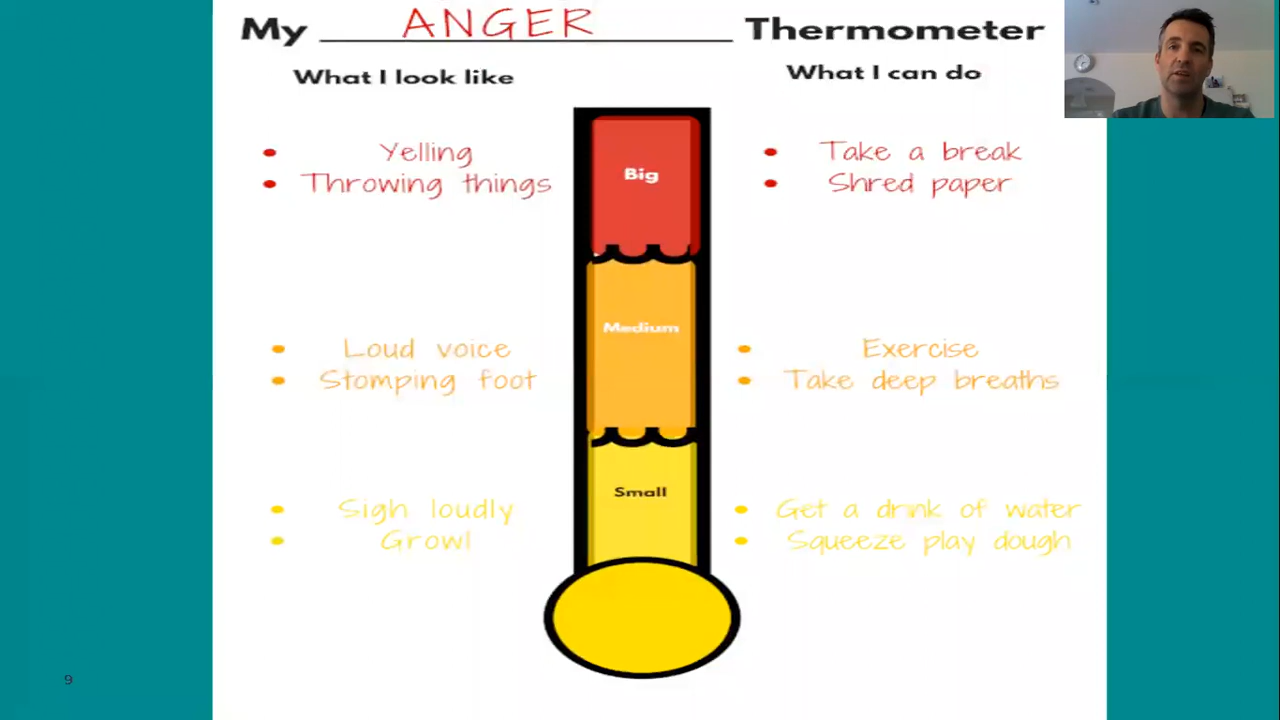 My ANGER Thermometer
What I look like
What I can do
• Yelling
• Throwing things
Big
• Take a break
• Shred paper
• Loud voice
• Stomping foot
Medium
• Exercise
• Take deep breaths
• Sigh loudly
• Growl
Small
• Get a drink of water
• Squeeze play dough
9